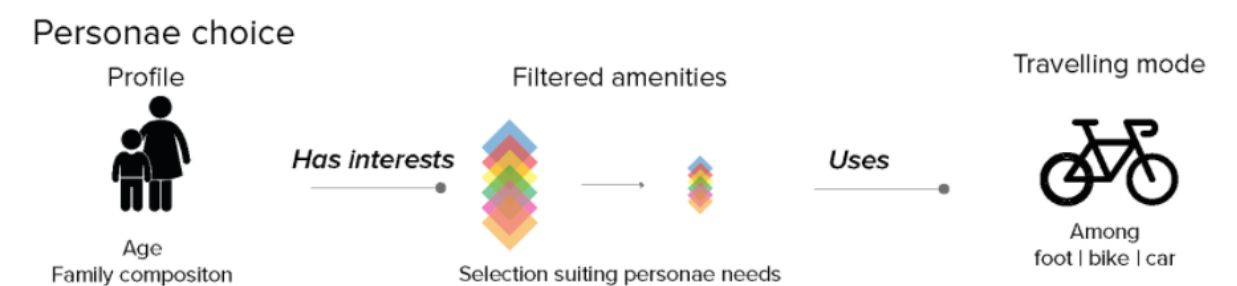 Personae choice
Profile
Has interests
Age
Family compositon
Filtered amenities
Selection suiting personae needs
Uses
Travelling mode
Among
foot | bike | car